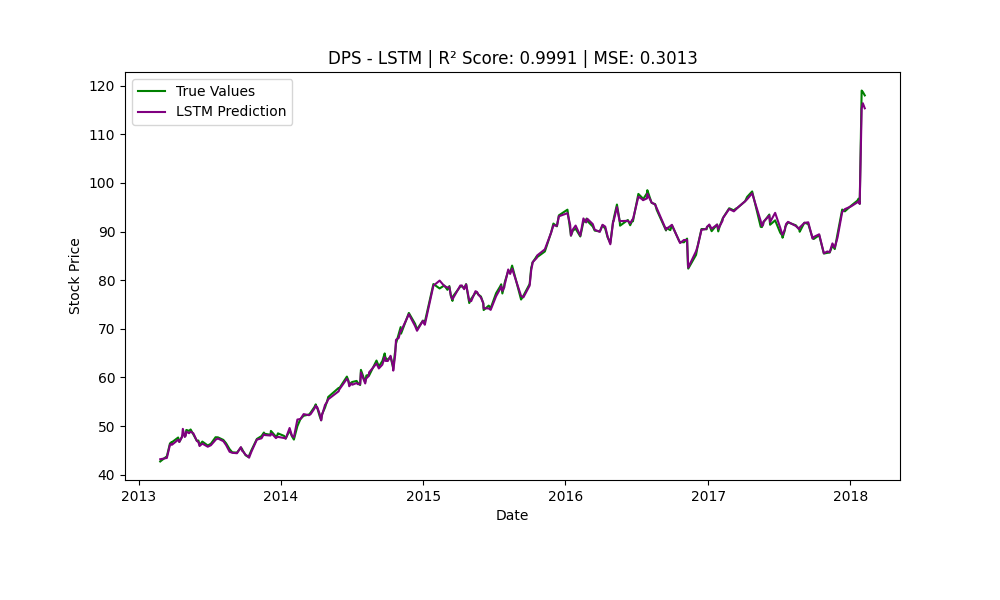 DPS - LSTM | R² Score: 0.9991 | MSE: 0.3013
True Values
LSTM Prediction
120
110
100
90
80
70
60
50
40
Stock Price
2013 2014 2015 2016 2017 2018
Date